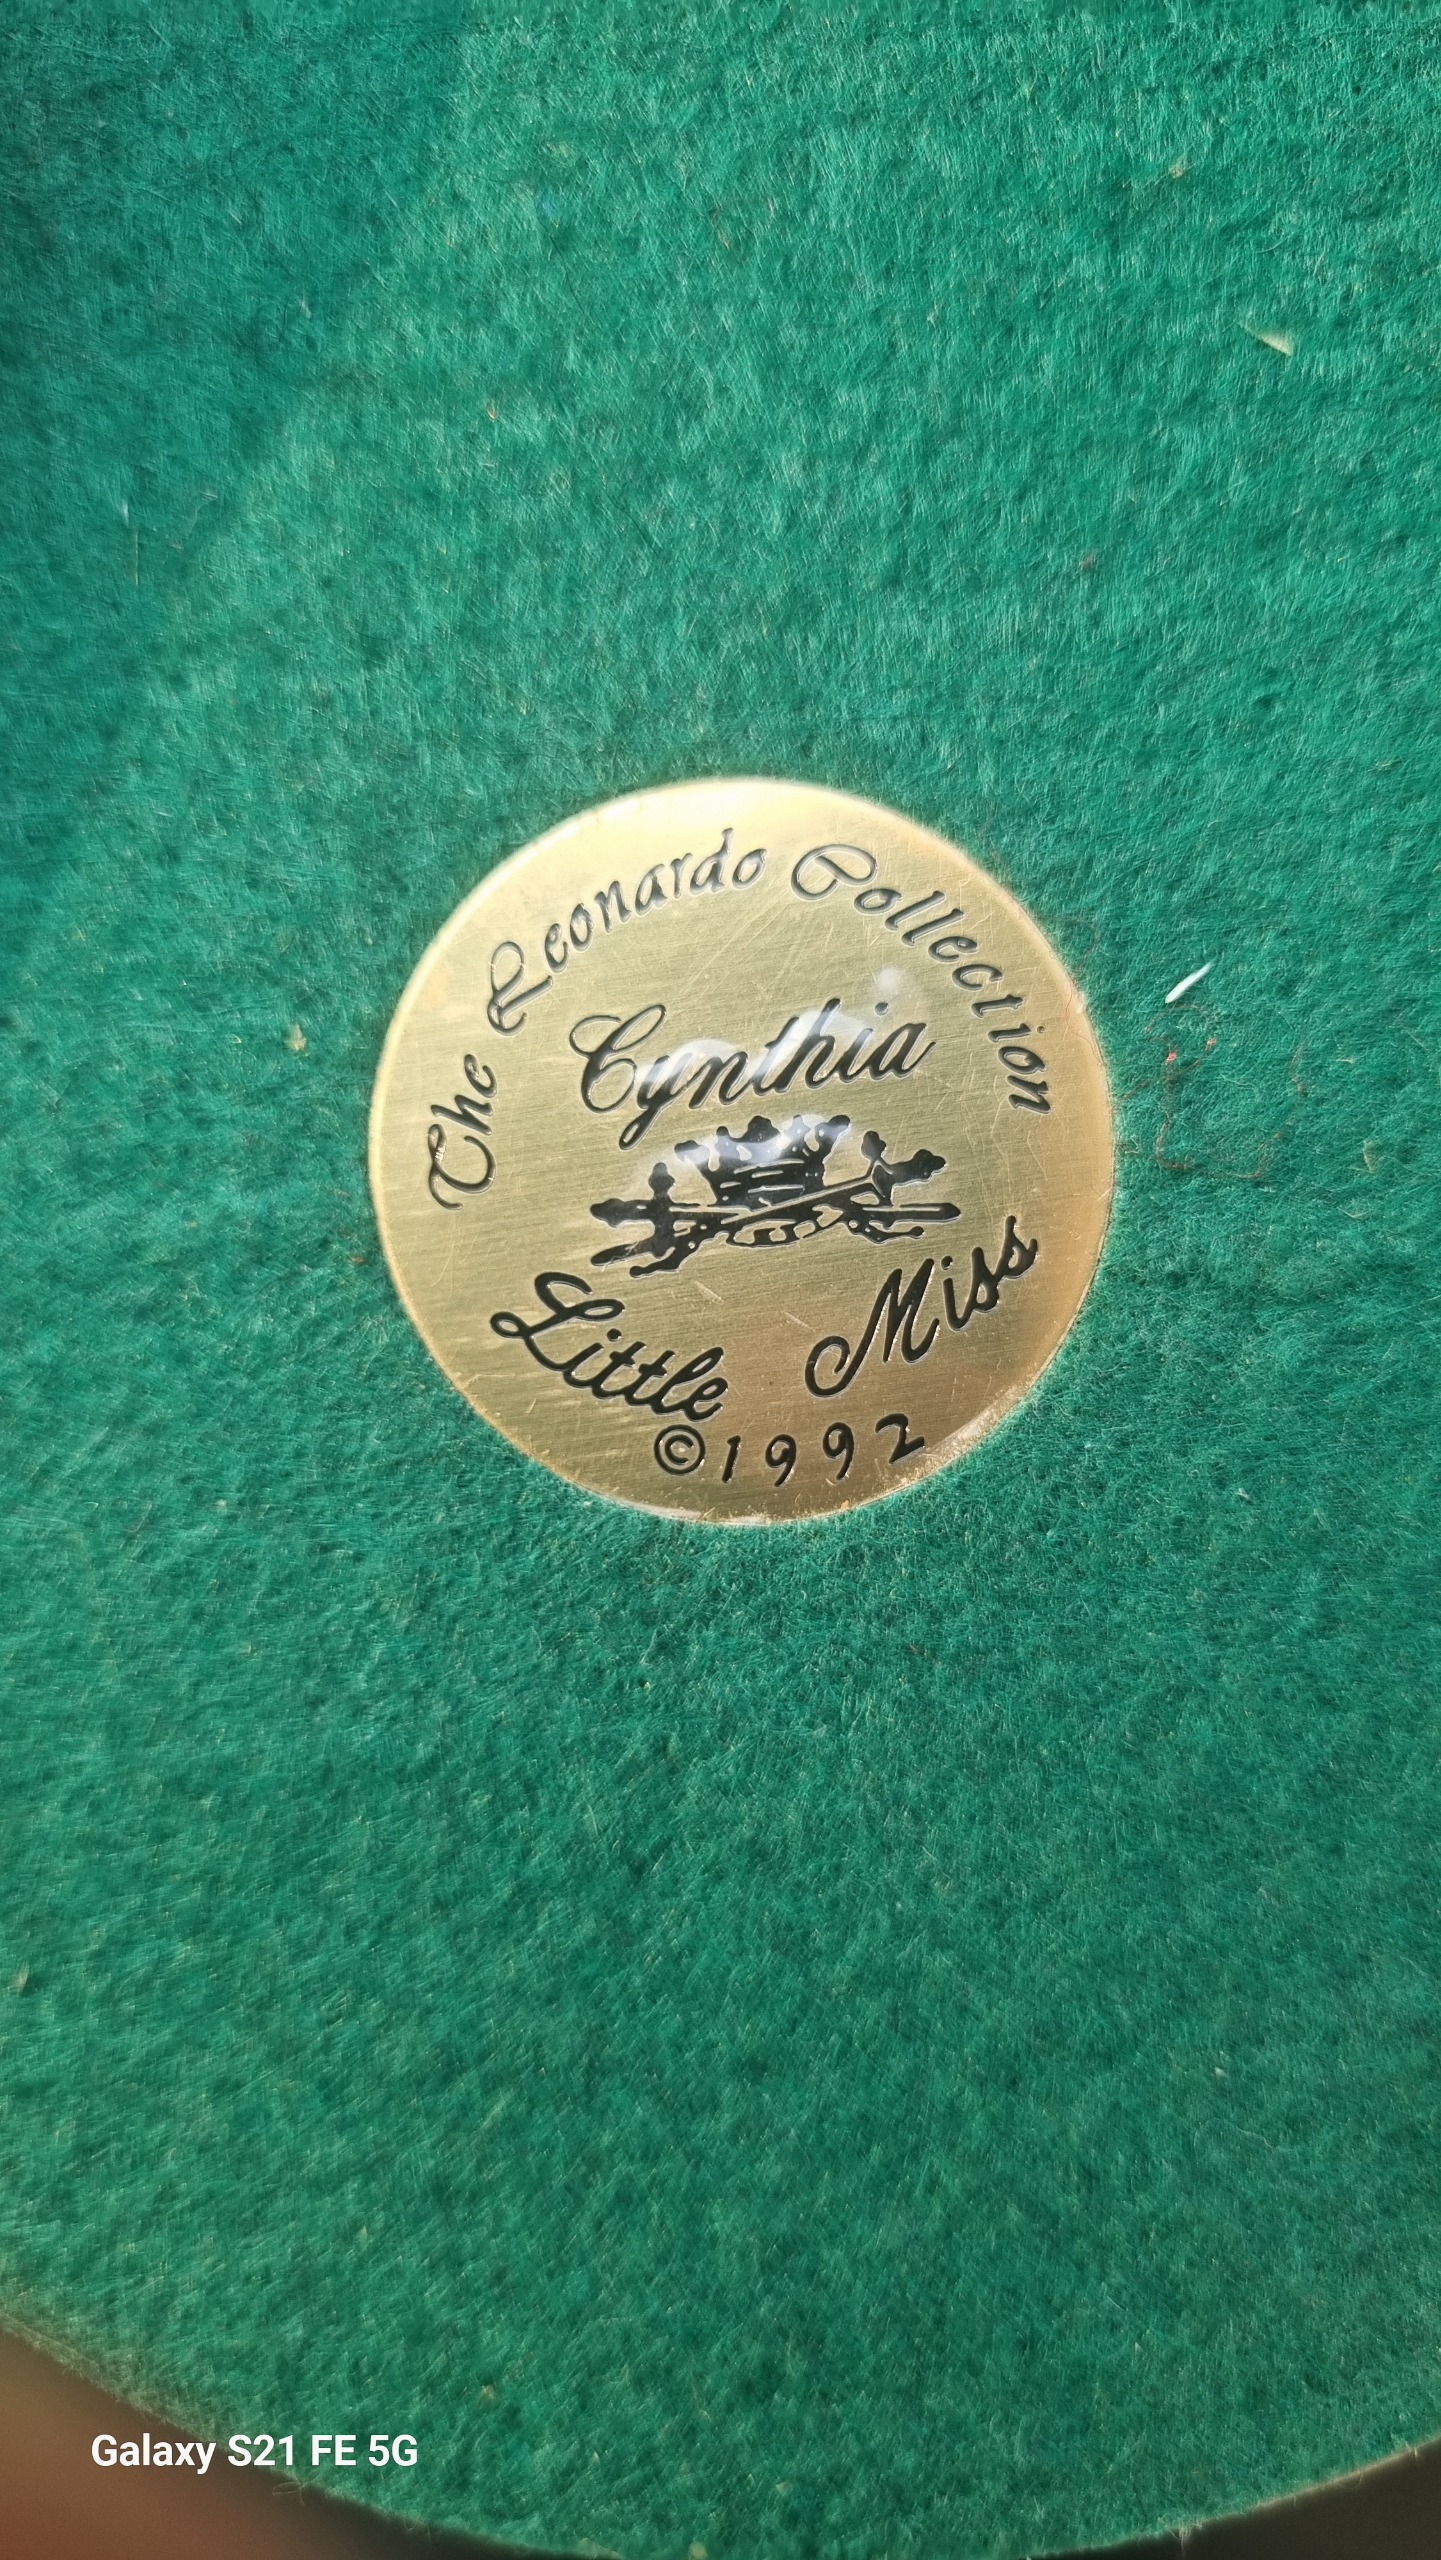 The Leonardo Collection
Cynthia
Little Miss
©1992
Galaxy S21 FE 5G